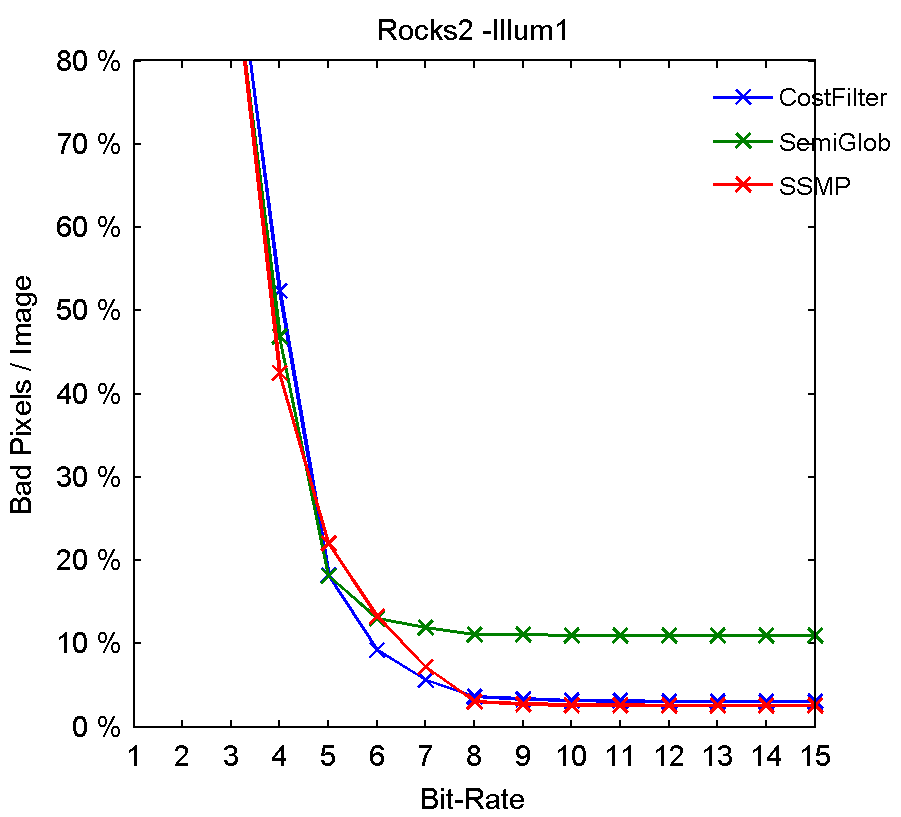 Rocks2 -Illum1
80 %
70 %
60 %
50 %
40 %
30 %
20 %
10 %
0 %
Bad Pixels / Image
CostFilter
SemiGlob
SSMP
1 2 3 4 5 6 7 8 9 10 11 12 13 14 15
Bit-Rate